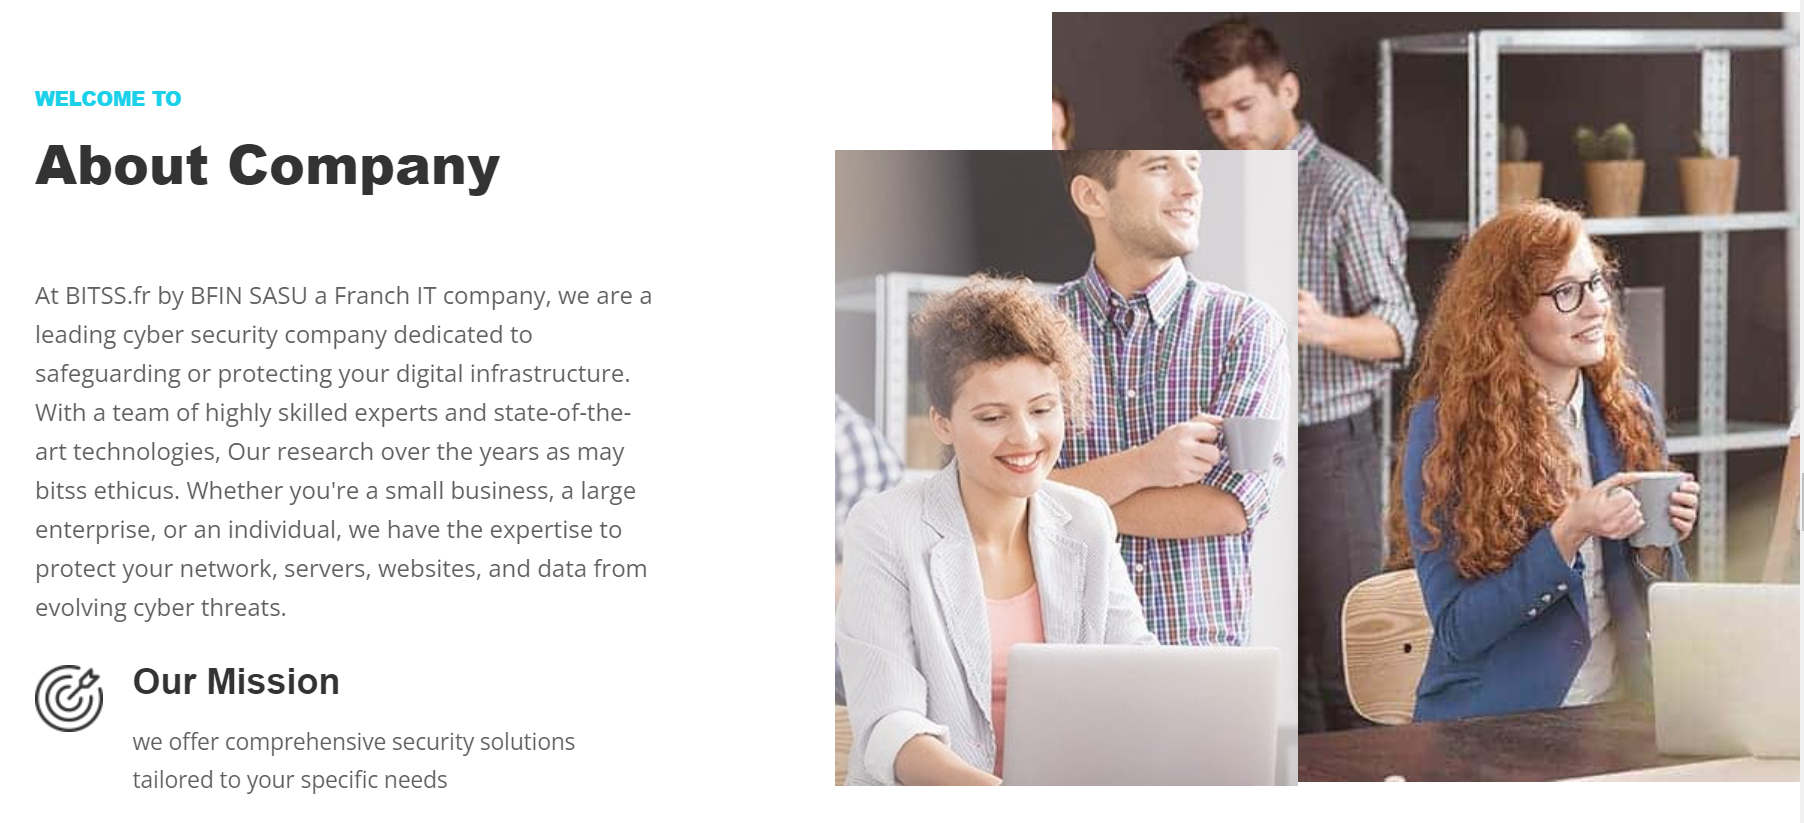 WELCOME TO
About Company
At BITSS.fr by BFIN SASU a Franch IT company, we are a
leading cyber security company dedicated to
safeguarding or protecting your digital infrastructure.
With a team of highly skilled experts and state-of-the-
art technologies, Our research over the years as may
bitss ethicus. Whether you're a small business, a large
enterprise, or an individual, we have the expertise to
protect your network, servers, websites, and data from
evolving cyber threats.
Our Mission
we offer comprehensive security solutions
tailored to your specific needs